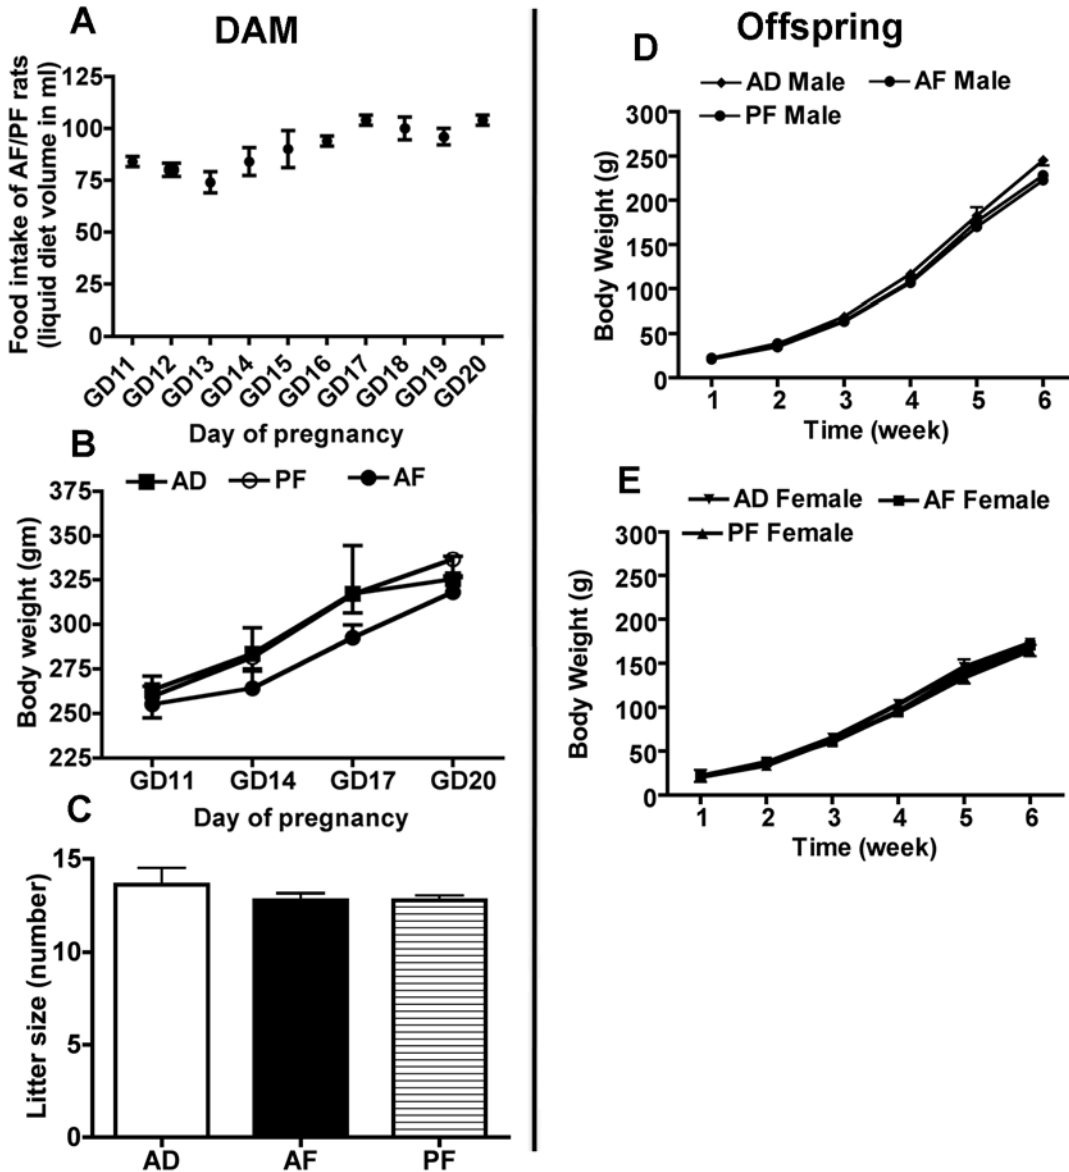 A
DAM
Food intake of AF/PF rats
(liquid diet volume in ml)
125
100
75
50
25
0
GD11
GD12
GD13
GD14
GD15
GD16
GD17
GD18
GD19
GD20
Day of pregnancy
B
AD
PF
AF
Body weight (gm)
375
350
325
300
275
250
225
GD11
GD14
GD17
GD20
Day of pregnancy
C
Litter size (number)
15
10
5
0
AD
AF
PF
Offspring
D
AD Male
AF Male
PF Male
Body Weight (g)
300
250
200
150
100
50
0
1
2
3
4
5
6
Time (week)
E
AD Female
AF Female
PF Female
Body Weight (g)
300
250
200
150
100
50
0
1
2
3
4
5
6
Time (week)